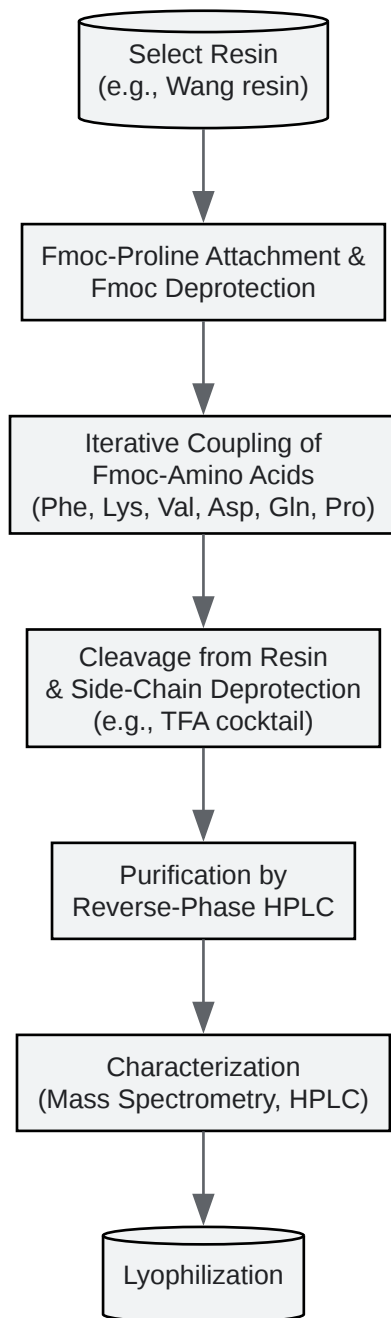 Select Resin
(e.g., Wang resin)
Fmoc-Proline Attachment &
Fmoc Deprotection
Iterative Coupling of
Fmoc-Amino Acids
(Phe, Lys, Val, Asp, Gln, Pro)
Cleavage from Resin
& Side-Chain Deprotection
(e.g., TFA cocktail)
Purification by
Reverse-Phase HPLC
Characterization
(Mass Spectrometry, HPLC)
Lyophilization